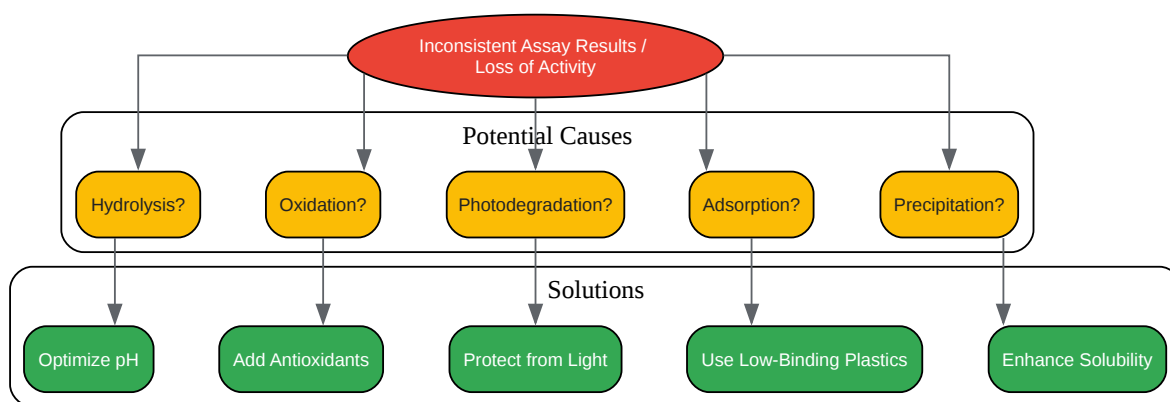 Inconsistent Assay Results /
Loss of Activity
Potential Causes
Hydrolysis?
Oxidation?
Photodegradation?
Adsorption?
Precipitation?
Solutions
Optimize pH
Add Antioxidants
Protect from Light
Use Low-Binding Plastics
Enhance Solubility